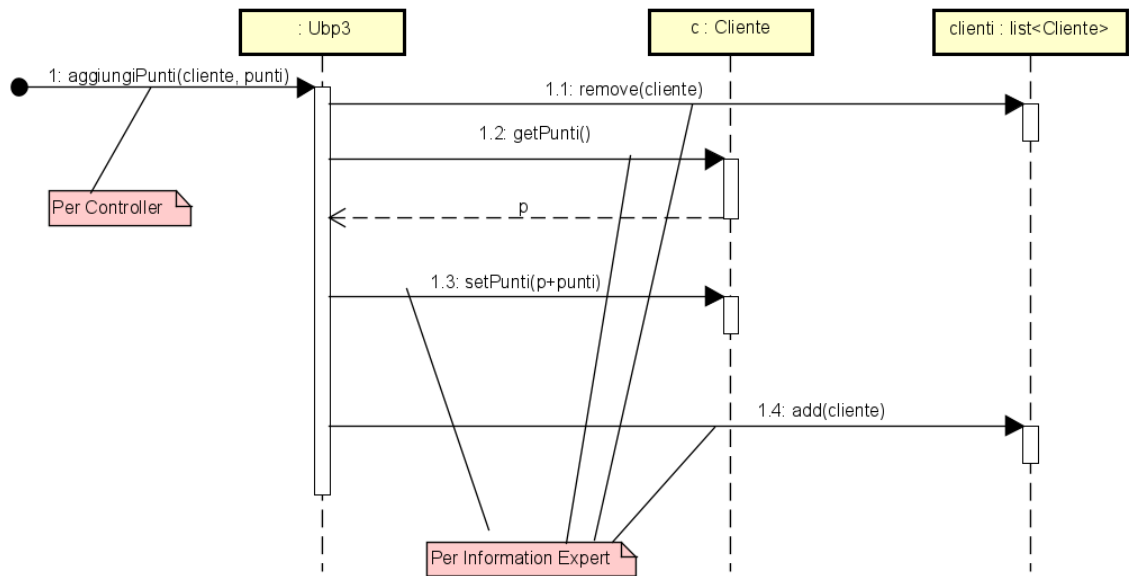 : Ubp3
c : Cliente
clienti : list<Cliente>
1: aggiungiPunti(cliente, punti)
1.1: remove(cliente)
1.2: getPunti()
Per Controller
p
1.3: setPunti(p+punti)
1.4: add(cliente)
Per Information Expert